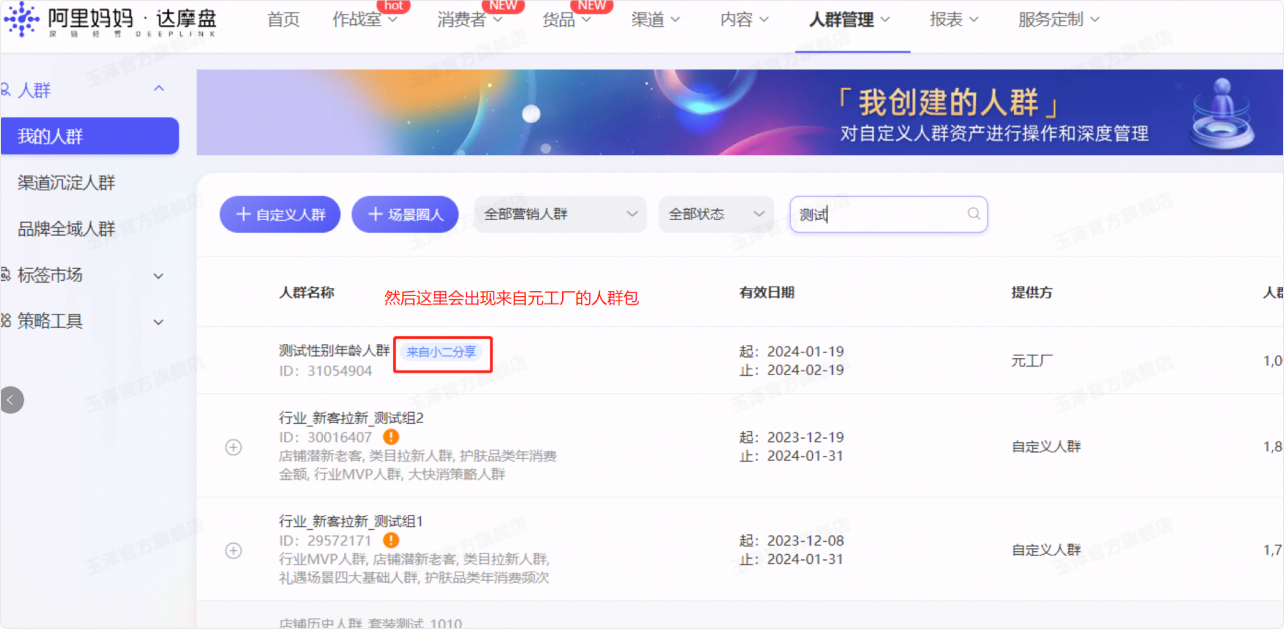 阿里妈妈 · 达摩盘
深链经营 DEEPLINK
首页
作战室
hot
消费者
NEW
货品
NEW
渠道
内容
人群管理
报表
服务定制
人群
我的人群
渠道沉淀人群
品牌全域人群
标签市场
策略工具
「我创建的人群」
对自定义人群资产进行操作和深度管理
自定义人群
场景圈人
全部营销人群
全部状态
测试
人群名称
然后这里会出现来自元工厂的人群包
有效日期
提供方
测试性别年龄人群 来自小二分享
ID: 31054904
起: 2024-01-19
止: 2024-02-19
元工厂
1,0
行业_新客拉新_测试组2
ID: 30016407
店铺潜新老客, 类目拉新人群, 护肤品类年消费
金额, 行业MVP人群, 大快消策略人群
起: 2023-12-19
止: 2024-01-31
自定义人群
1,8
行业_新客拉新_测试组1
ID: 29572171
行业MVP人群, 店铺潜新老客, 类目拉新人群,
礼遇场景四大基础人群, 护肤品类年消费频次
起: 2023-12-08
止: 2024-01-31
自定义人群
1,7
店铺历史人群_套装测试_1010
玉泽官方旗舰店